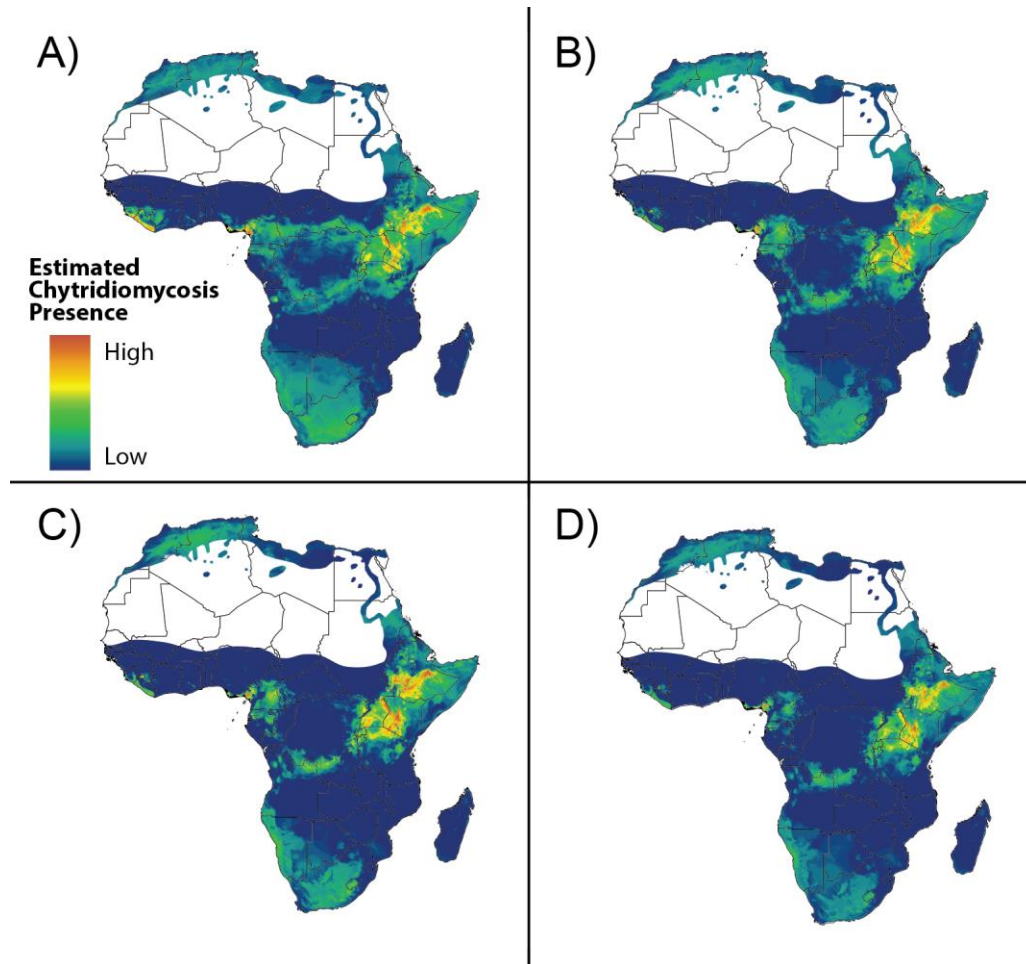 A)
B)
Estimated
Chytridiomycosis
Presence
High
Low
C)
D)